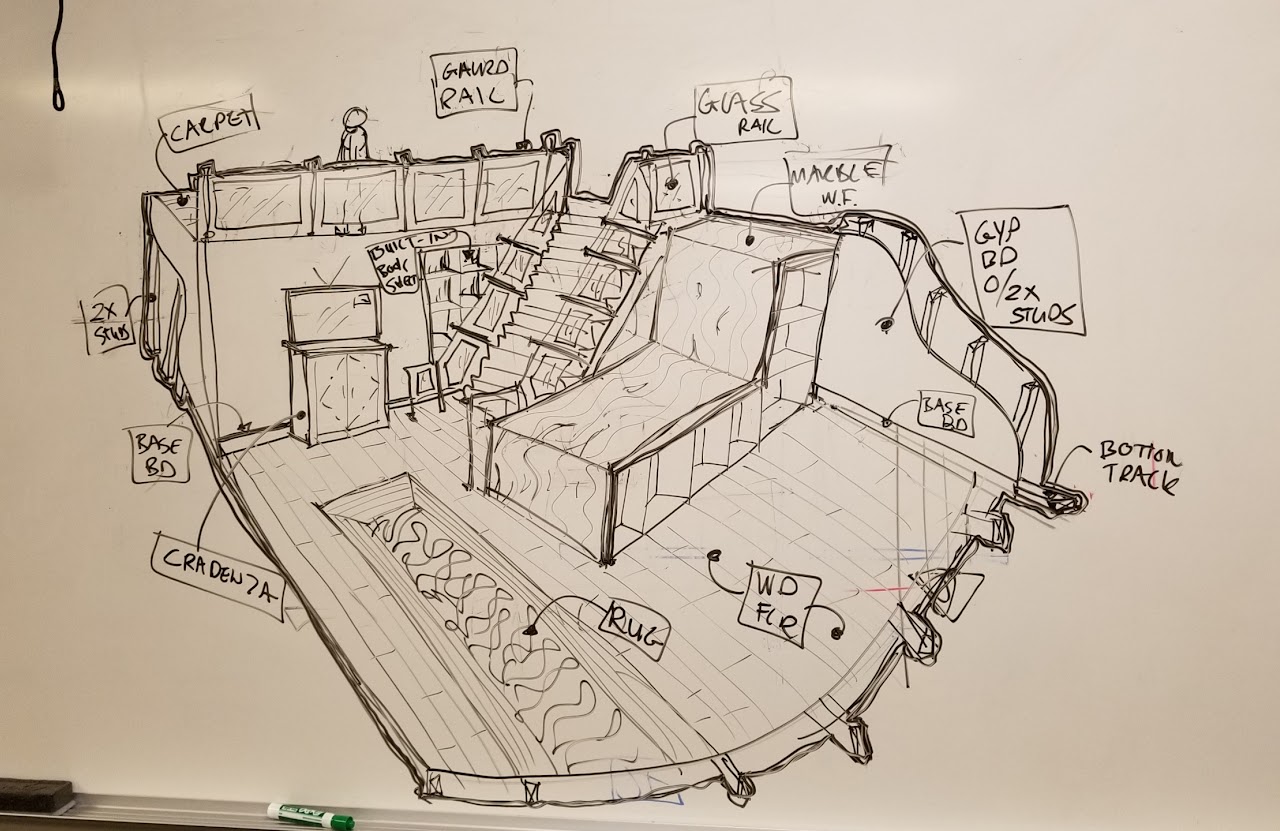 GAURD
RAIL
GLASS
RAIL
CARPET
MARBLE
W.F.
GYP
BD
O/2X
STUDS
BUILT-IN
BOOK
SHELF
2X
STUDS
BASE
BD
BASE
BD
BOTTOM
TRACK
CRADENZA
WD
FLR
RUG